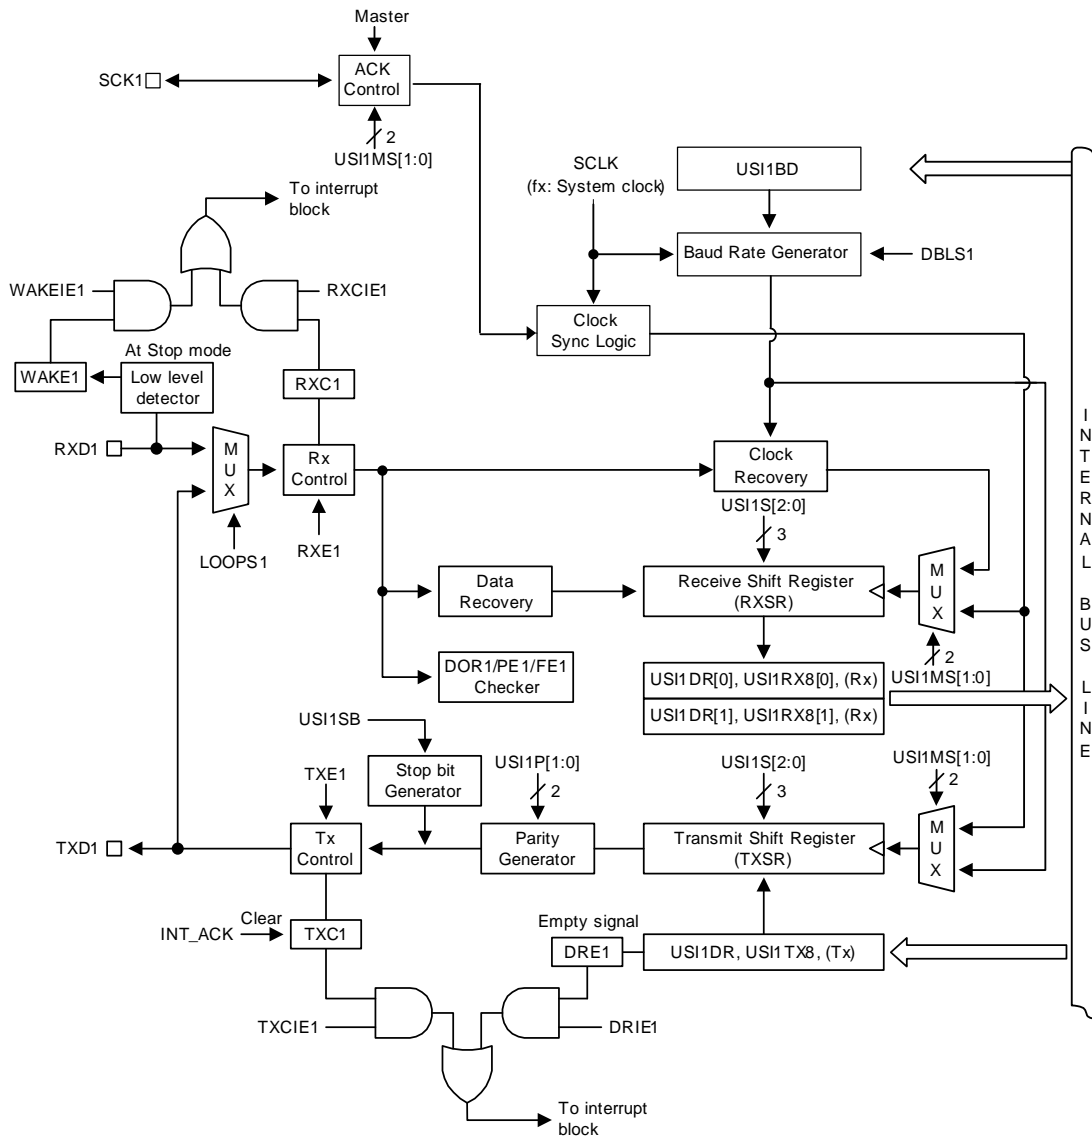 Master
SCK1
ACK
Control
2
USI1MS[1:0]
To interrupt
block
SCLK
(fx: System clock)
USI1BD
Baud Rate Generator
DBLS1
WAKEIE1
RXCIE1
Clock
Sync Logic
At Stop mode
WAKE1
Low level
detector
RXC1
RXD1
MUX
Rx
Control
Clock
Recovery
LOOPS1
RXE1
USI1S[2:0]
3
Data
Recovery
Receive Shift Register
(RXSR)
MUX
2
USI1MS[1:0]
DOR1/PE1/FE1
Checker
USI1DR[0], USI1RX8[0], (Rx)
USI1DR[1], USI1RX8[1], (Rx)
INTERNAL BUS LINE
USI1SB
TXE1
Stop bit
Generator
USI1P[1:0]
2
USI1S[2:0]
3
USI1MS[1:0]
2
TXD1
Tx
Control
Parity
Generator
Transmit Shift Register
(TXSR)
MUX
Clear
INT_ACK
TXC1
Empty signal
DRE1
USI1DR, USI1TX8, (Tx)
TXCIE1
DRIE1
To interrupt
block